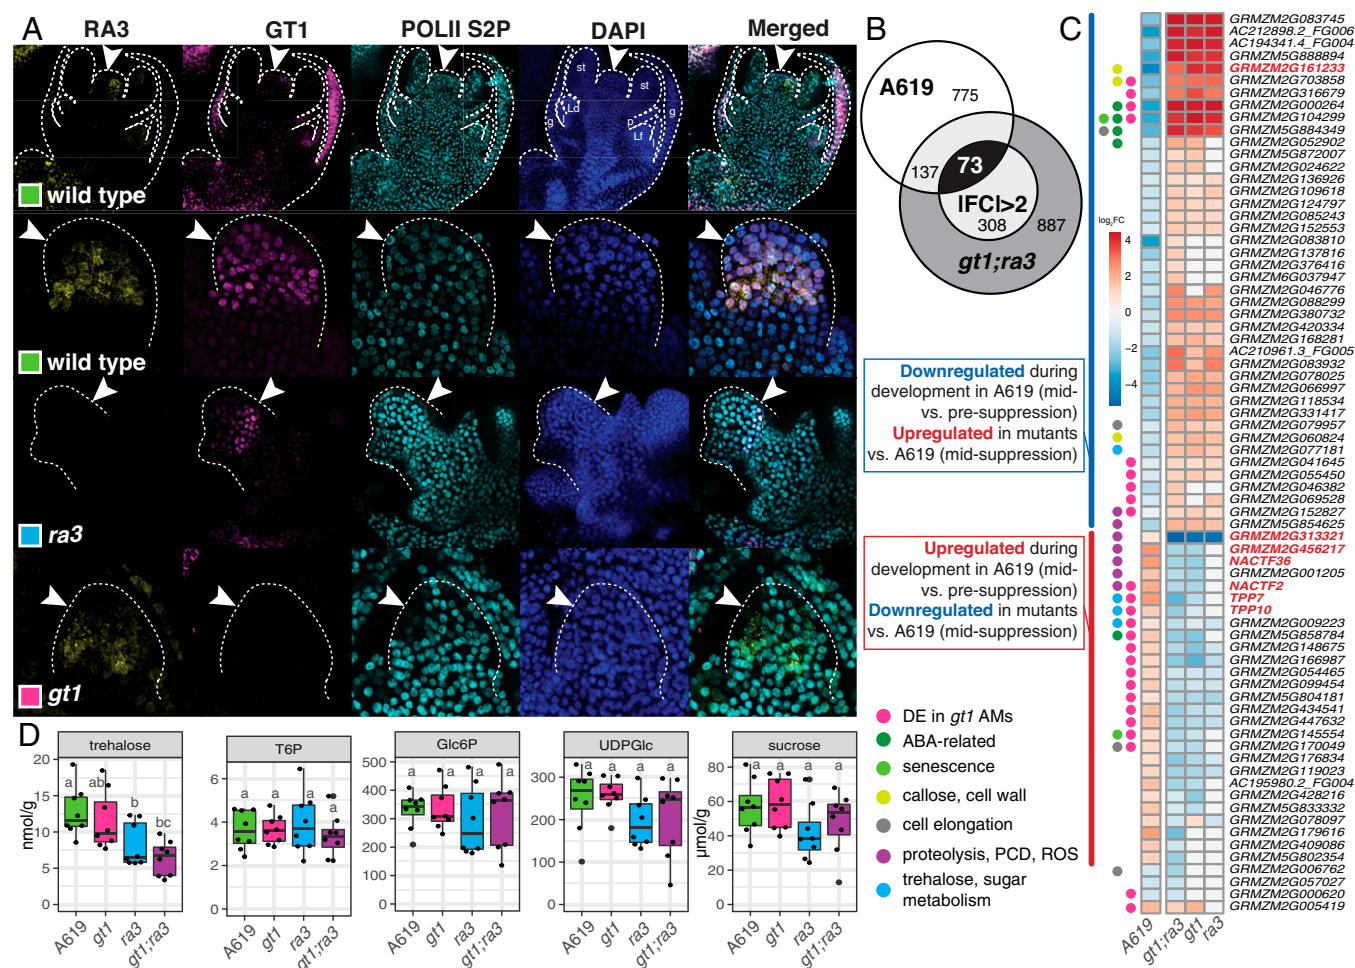 A
RA3 GT1 POLII S2P DAPI Merged
st
st
Ld
g
l
p
Lf
l
g
wild type
wild type
ra3
gt1
B
A619
775
137
73
|FC|>2
308
887
gt1;ra3
Downregulated during
development in A619 (mid-
vs. pre-suppression)
Upregulated in mutants
vs. A619 (mid-suppression)
Upregulated during
development in A619 (mid-
vs. pre-suppression)
Downregulated in mutants
vs. A619 (mid-suppression)
DE in gt1 AMs
ABA-related
senescence
callose, cell wall
cell elongation
proteolysis, PCD, ROS
trehalose, sugar
metabolism
C
log2FC
4
2
0
−2
−4
GRMZM2G083745
AC212898.2_FG006
AC194341.4_FG004
GRMZM5G888894
GRMZM2G161233
GRMZM2G703858
GRMZM2G316679
GRMZM2G000264
GRMZM2G104299
GRMZM5G884349
GRMZM2G052902
GRMZM5G872007
GRMZM2G024622
GRMZM2G136926
GRMZM2G109618
GRMZM2G124797
GRMZM2G085243
GRMZM2G152553
GRMZM2G083810
GRMZM2G137816
GRMZM2G376416
GRMZM6G037947
GRMZM2G046776
GRMZM2G088299
GRMZM2G380732
GRMZM2G420334
GRMZM2G168281
AC210961.3_FG005
GRMZM2G083932
GRMZM2G078025
GRMZM2G066997
GRMZM2G118534
GRMZM2G331417
GRMZM2G079957
GRMZM2G060824
GRMZM2G077181
GRMZM2G041645
GRMZM2G055450
GRMZM2G046382
GRMZM2G069528
GRMZM2G152827
GRMZM5G854625
GRMZM2G313321
GRMZM2G456217
NACTF36
GRMZM2G001205
NACTF2
TPP7
TPP10
GRMZM2G009223
GRMZM5G858784
GRMZM2G148675
GRMZM2G166987
GRMZM2G054465
GRMZM2G099454
GRMZM5G804181
GRMZM2G434541
GRMZM2G447632
GRMZM2G145554
GRMZM2G170049
GRMZM2G176834
GRMZM2G119023
AC195980.2_FG004
GRMZM2G428216
GRMZM5G833332
GRMZM2G078097
GRMZM2G179616
GRMZM2G409086
GRMZM5G802354
GRMZM2G006762
GRMZM2G057027
GRMZM2G000620
GRMZM2G005419
A619 gt1;ra3 gt1 ra3
D
trehalose
nmol/g
20
15
10
5
0
a ab b bc
A619 gt1 ra3 gt1;ra3
T6P
6
4
2
0
a a a a
A619 gt1 ra3 gt1;ra3
Glc6P
500
400
300
200
100
0
a a a a
A619 gt1 ra3 gt1;ra3
UDPGlc
300
200
100
0
a a a a
A619 gt1 ra3 gt1;ra3
sucrose
µmol/g
80
60
40
20
0
a a a a
A619 gt1 ra3 gt1;ra3